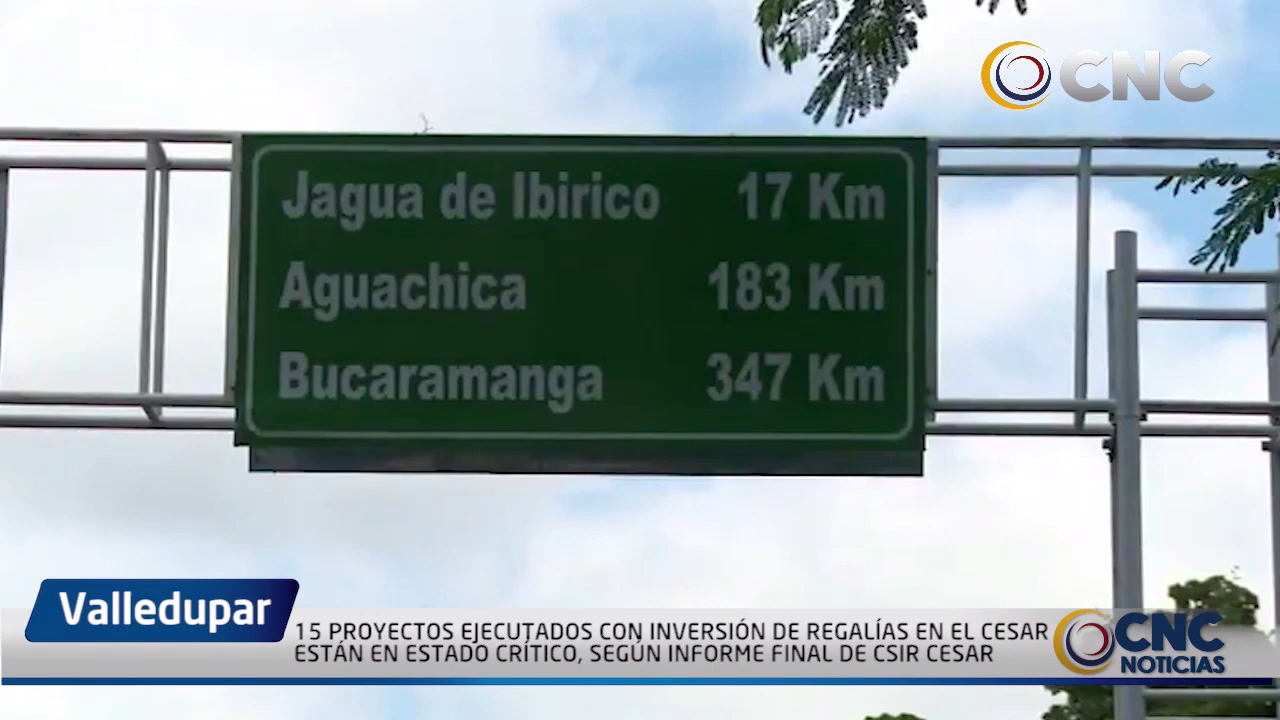 CNC
Jagua de Ibirico 17 Km
Aguachica 183 Km
Bucaramanga 347 Km
Valledupar
15 PROYECTOS EJECUTADOS CON INVERSIÓN DE REGALÍAS EN EL CESAR
ESTÁN EN ESTADO CRÍTICO, SEGÚN INFORME FINAL DE CSIR CESAR
CNC
NOTICIAS